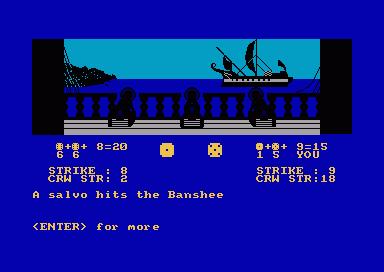 ++ 8=20 ++ 9=15
6 6 1 5 YOU
STRIKE : 8 STRIKE : 9
CRW STR: 2 CRW STR:18
A salvo hits the Banshee
<ENTER> for more